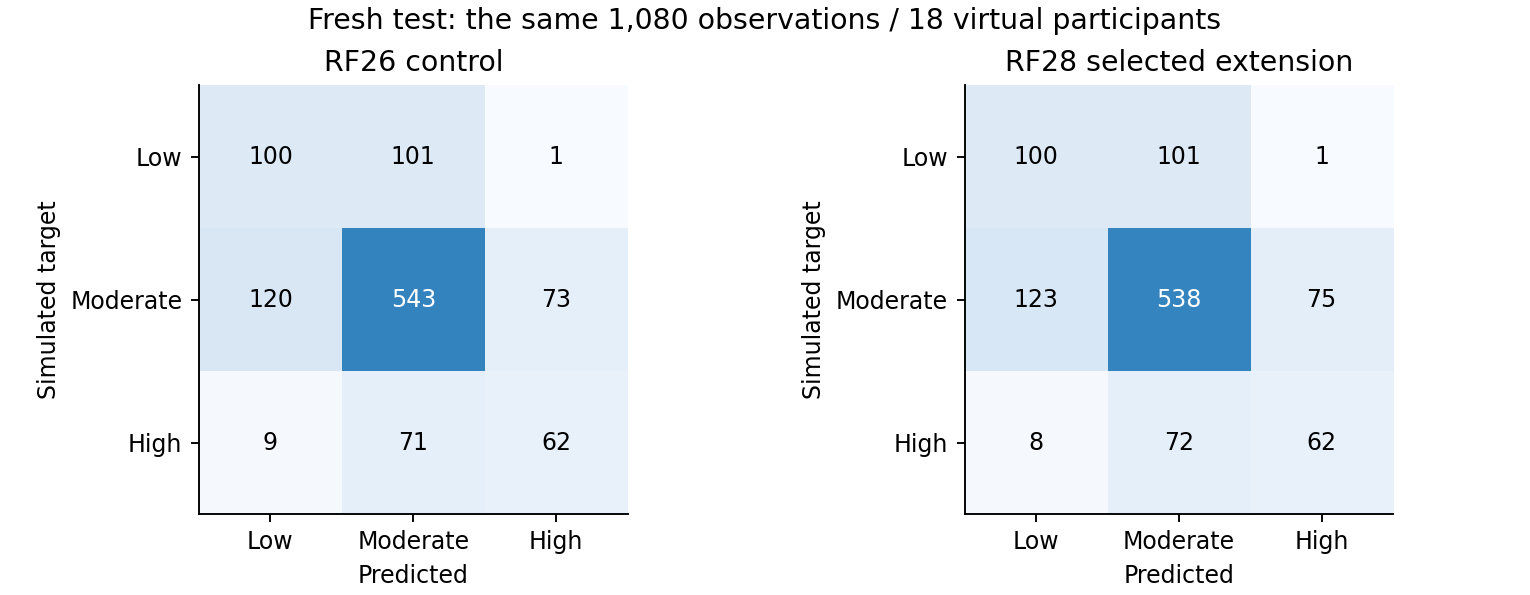 Fresh test: the same 1,080 observations / 18 virtual participants
RF26 control
Simulated target
Low 100 101 1
Moderate 120 543 73
High 9 71 62
Low Moderate High
Predicted
RF28 selected extension
Simulated target
Low 100 101 1
Moderate 123 538 75
High 8 72 62
Low Moderate High
Predicted